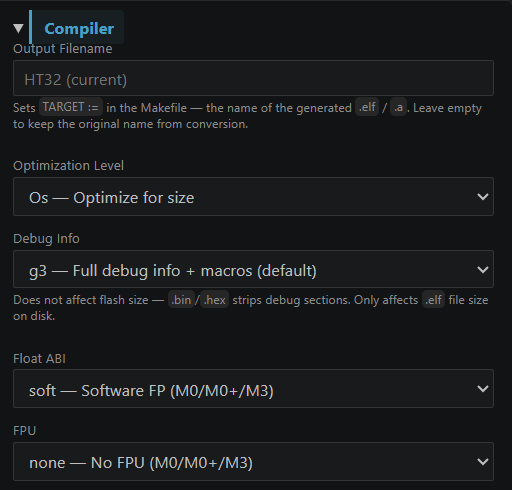 ▼ Compiler
Output Filename
HT32 (current)
Sets TARGET := in the Makefile — the name of the generated .elf / .a. Leave empty
to keep the original name from conversion.
Optimization Level
Os — Optimize for size
Debug Info
g3 — Full debug info + macros (default)
Does not affect flash size — .bin/.hex strips debug sections. Only affects .elf file size
on disk.
Float ABI
soft — Software FP (M0/M0+/M3)
FPU
none — No FPU (M0/M0+/M3)